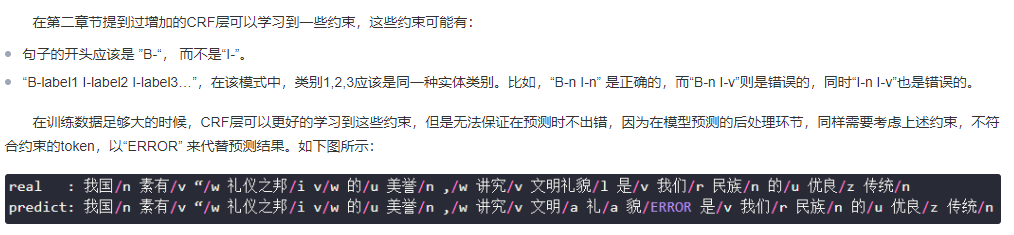 在第二章节提到过增加的CRF层可以学习到一些约束，这些约束可能有：
句子的开头应该是 ”B-“， 而不是“I-”。
“B-label1 I-label2 I-label3…”，在该模式中，类别1,2,3应该是同一种实体类别。比如，“B-n I-n” 是正确的，而“B-n I-v”则是错误的，同时“I-n I-v”也是错误的。
在训练数据足够大的时候，CRF层可以更好的学习到这些约束，但是无法保证在预测时不出错，因为在模型预测的后处理环节，同样需要考虑上述约束，不符
合约束的token，以“ERROR” 来代替预测结果。如下图所示：
real   : 我国/n 素有/v “/w 礼仪之邦/i v/w 的/u 美誉/n ,/w 讲究/v 文明礼貌/l 是/v 我们/r 民族/n 的/u 优良/z 传统/n
predict: 我国/n 素有/v “/w 礼仪之邦/i v/w 的/u 美誉/n ,/w 讲究/v 文明/a 礼/a 貌/ERROR 是/v 我们/r 民族/n 的/u 优良/z 传统/n